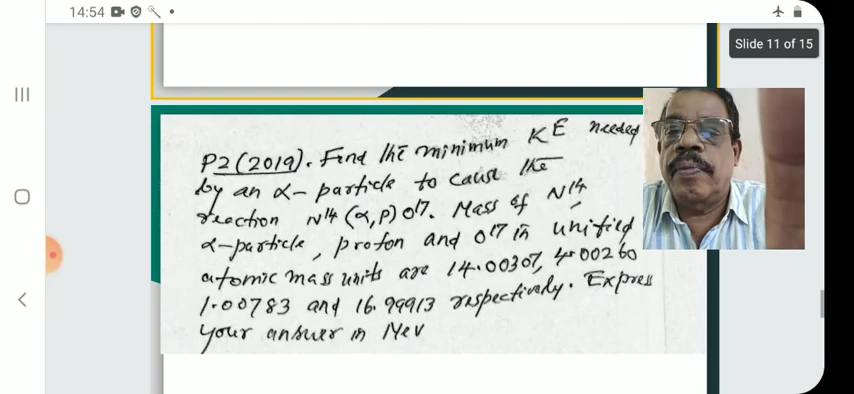 14:54
Slide 11 of 15
P2 (2019). Find the minimum KE needed
by an α-particle to cause the
reaction N¹⁴ (α, P) O¹⁷. Mass of N¹⁴
α-particle, proton and O¹⁷ in unified
atomic mass units are 14.00307, 4.00260
1.00783 and 16.99913 respectively. Express
your answer in MeV